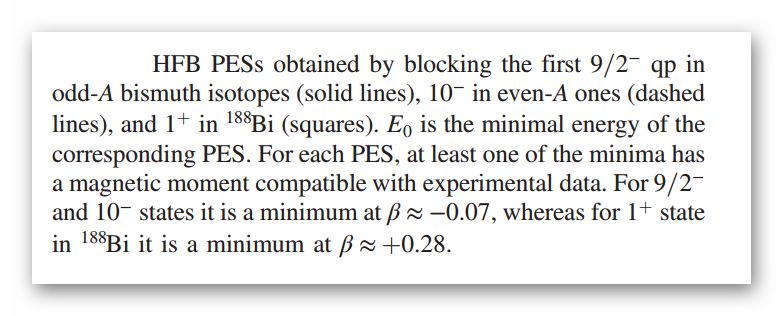 HFB PESs obtained by blocking the first 9/2⁻ qp in
odd-A bismuth isotopes (solid lines), 10⁻ in even-A ones (dashed
lines), and 1⁺ in ¹⁸⁸Bi (squares). E₀ is the minimal energy of the
corresponding PES. For each PES, at least one of the minima has
a magnetic moment compatible with experimental data. For 9/2⁻
and 10⁻ states it is a minimum at β ≈ −0.07, whereas for 1⁺ state
in ¹⁸⁸Bi it is a minimum at β ≈ +0.28.